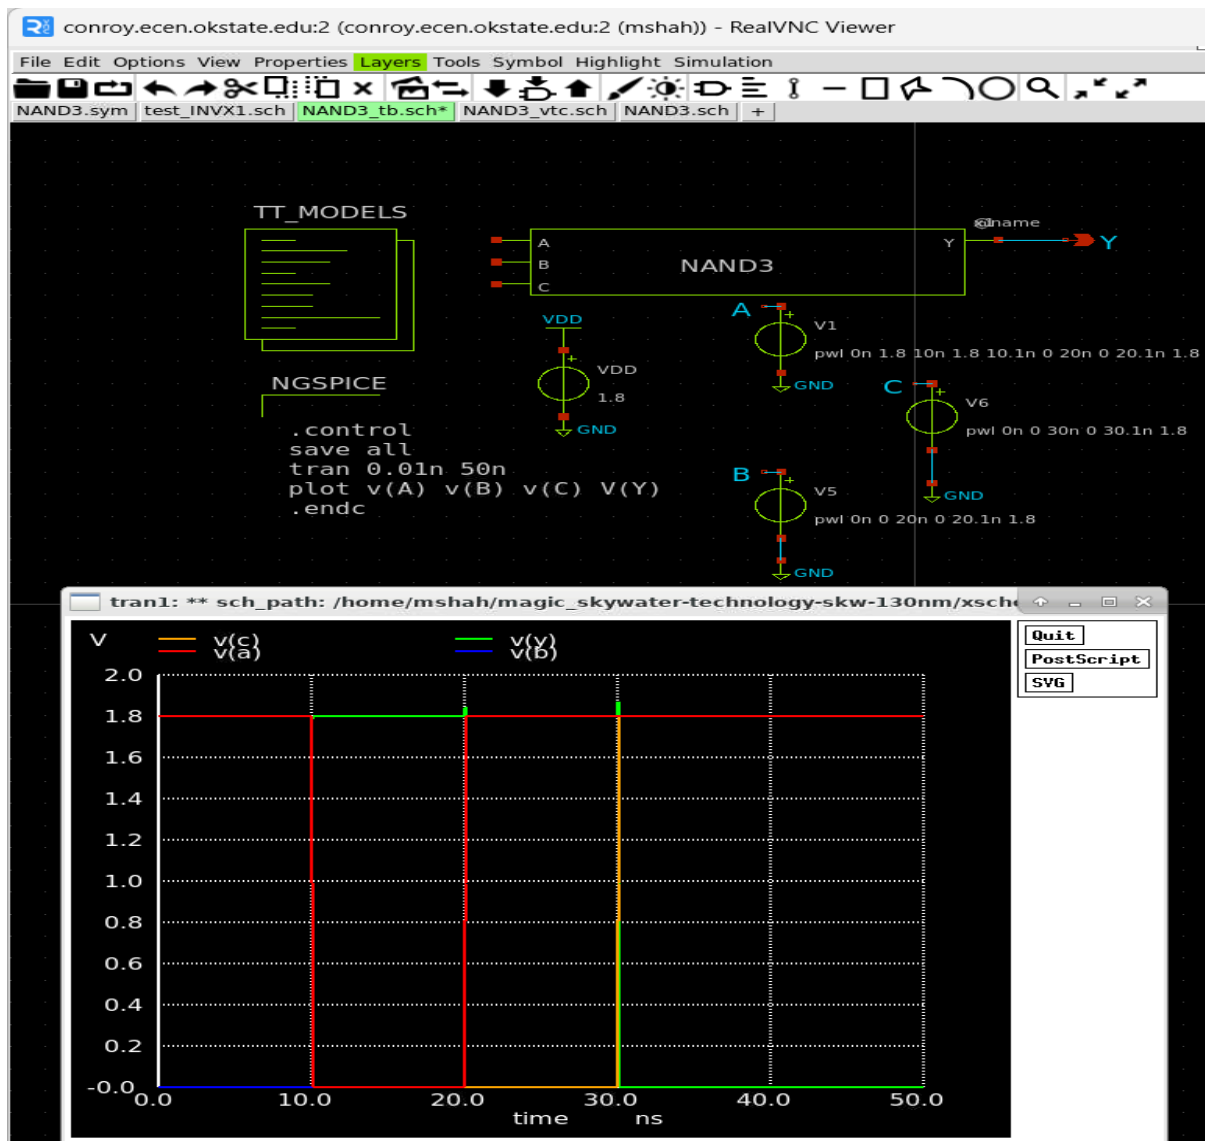 conroy.ecen.okstate.edu:2 (conroy.ecen.okstate.edu:2 (mshah)) - RealVNC Viewer
File Edit Options View Properties Layers Tools Symbol Highlight Simulation
NAND3.sym test_INVX1.sch NAND3_tb.sch* NAND3_vtc.sch NAND3.sch +
TT_MODELS
A
B
C
NAND3
Y
Y
VDD
VDD
1.8
GND
A
V1
pwl 0n 1.8 10n 1.8 10.1n 0 20n 0 20.1n 1.8
GND
C
V6
pwl 0n 0 30n 0 30.1n 1.8
GND
B
V5
pwl 0n 0 20n 0 20.1n 1.8
GND
NGSPICE
.control
save all
tran 0.01n 50n
plot v(A) v(B) v(C) V(Y)
.endc
tran1: ** sch_path: /home/mshah/magic_skywater-technology-skw-130nm/xsche
Quit
PostScript
SVG
V
v(c) v(y)
v(a) v(b)
2.0
1.8
1.6
1.4
1.2
1.0
0.8
0.6
0.4
0.2
-0.0
0.0 10.0 20.0 30.0 40.0 50.0
time ns